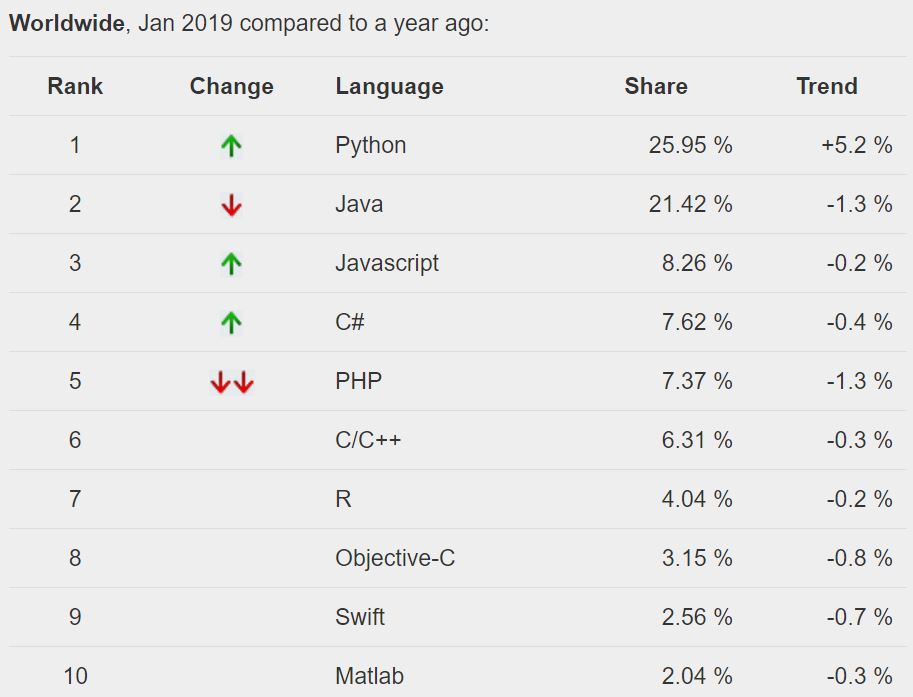 Worldwide, Jan 2019 compared to a year ago:
Rank Change Language Share Trend
1 Python 25.95 % +5.2 %
2 Java 21.42 % -1.3 %
3 Javascript 8.26 % -0.2 %
4 C# 7.62 % -0.4 %
5 PHP 7.37 % -1.3 %
6 C/C++ 6.31 % -0.3 %
7 R 4.04 % -0.2 %
8 Objective-C 3.15 % -0.8 %
9 Swift 2.56 % -0.7 %
10 Matlab 2.04 % -0.3 %